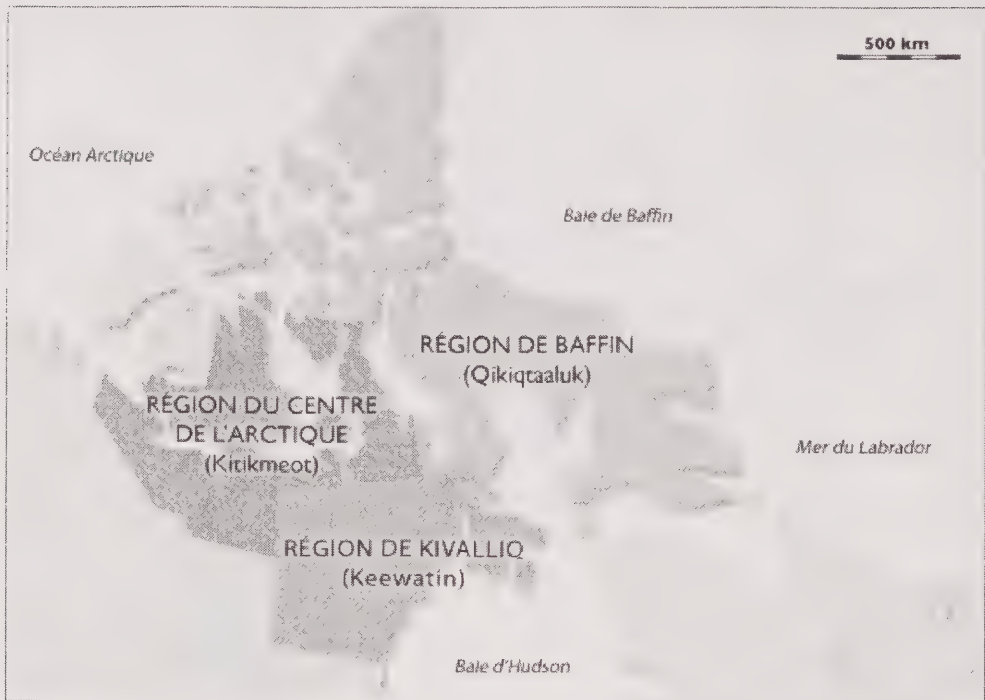 500 km
Océan Arctique
Baie de Baffin
RÉGION DE BAFFIN
(Qikiqtaaluk)
RÉGION DU CENTRE
DE L'ARCTIQUE
(Kitikmeot)
Mer du Labrador
RÉGION DE KIVALLIQ
(Keewatin)
Baie d'Hudson